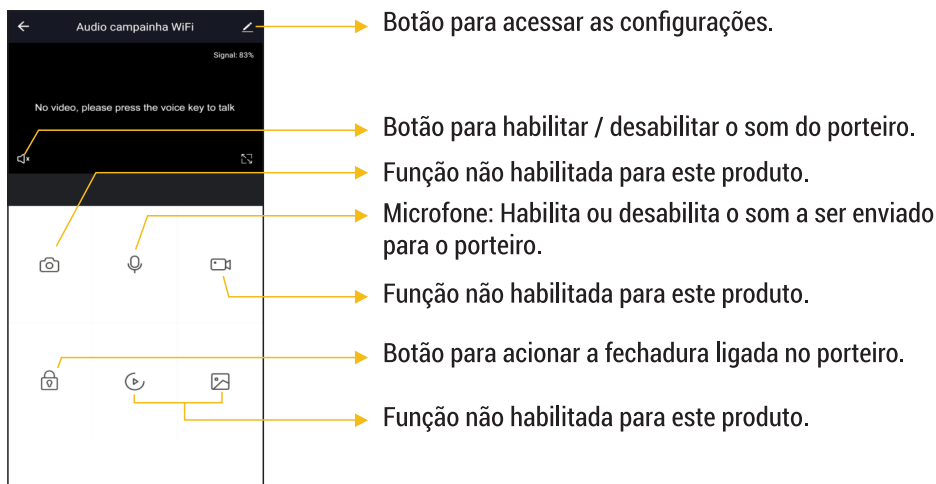 Audio campainha WiFi
Signal: 83%
No video, please press the voice key to talk
Botão para acessar as configurações.
Botão para habilitar / desabilitar o som do porteiro.
Função não habilitada para este produto.
Microfone: Habilita ou desabilita o som a ser enviado
para o porteiro.
Função não habilitada para este produto.
Botão para acionar a fechadura ligada no porteiro.
Função não habilitada para este produto.